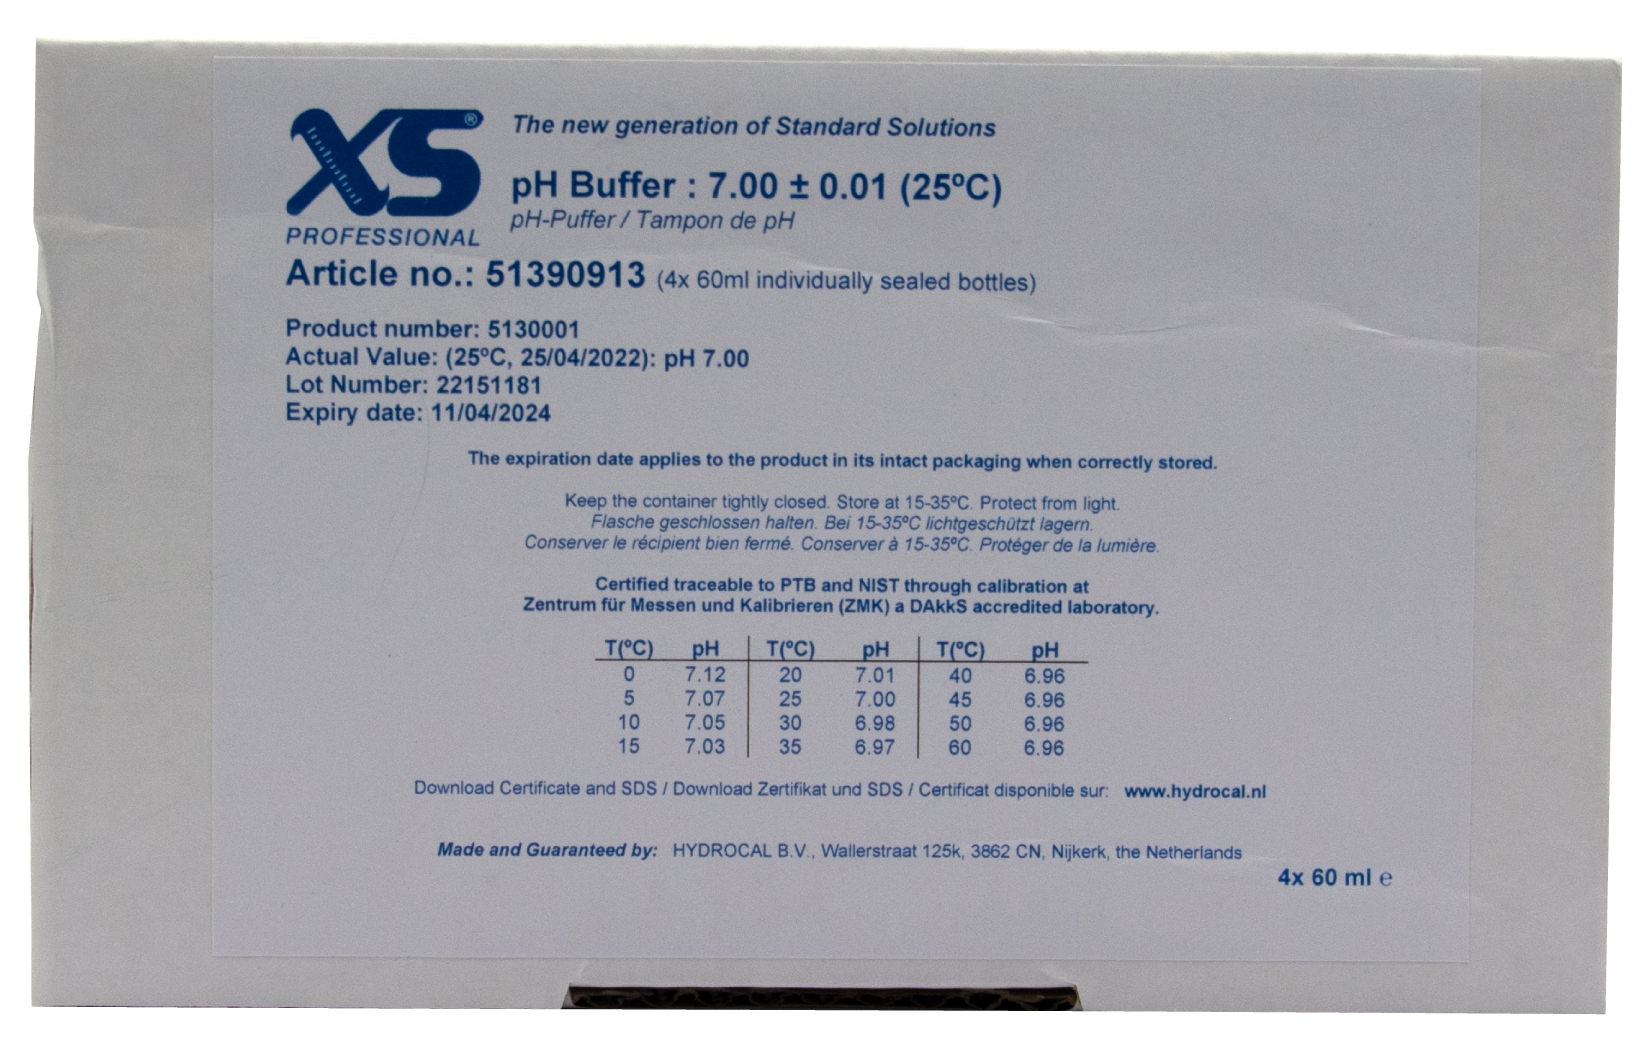 XS®
PROFESSIONAL
The new generation of Standard Solutions
pH Buffer : 7.00 ± 0.01 (25ºC)
pH-Puffer / Tampon de pH
Article no.: 51390913 (4x 60ml individually sealed bottles)
Product number: 5130001
Actual Value: (25ºC, 25/04/2022): pH 7.00
Lot Number: 22151181
Expiry date: 11/04/2024
The expiration date applies to the product in its intact packaging when correctly stored.
Keep the container tightly closed. Store at 15-35ºC. Protect from light.
Flasche geschlossen halten. Bei 15-35ºC lichtgeschützt lagern.
Conserver le récipient bien fermé. Conserver à 15-35ºC. Protéger de la lumière.
Certified traceable to PTB and NIST through calibration at
Zentrum für Messen und Kalibrieren (ZMK) a DAkkS accredited laboratory.
T(ºC) pH T(ºC) pH T(ºC) pH
0 7.12 20 7.01 40 6.96
5 7.07 25 7.00 45 6.96
10 7.05 30 6.98 50 6.96
15 7.03 35 6.97 60 6.96
Download Certificate and SDS / Download Zertifikat und SDS / Certificat disponible sur: www.hydrocal.nl
Made and Guaranteed by: HYDROCAL B.V., Wallerstraat 125k, 3862 CN, Nijkerk, the Netherlands
4x 60 ml ℮